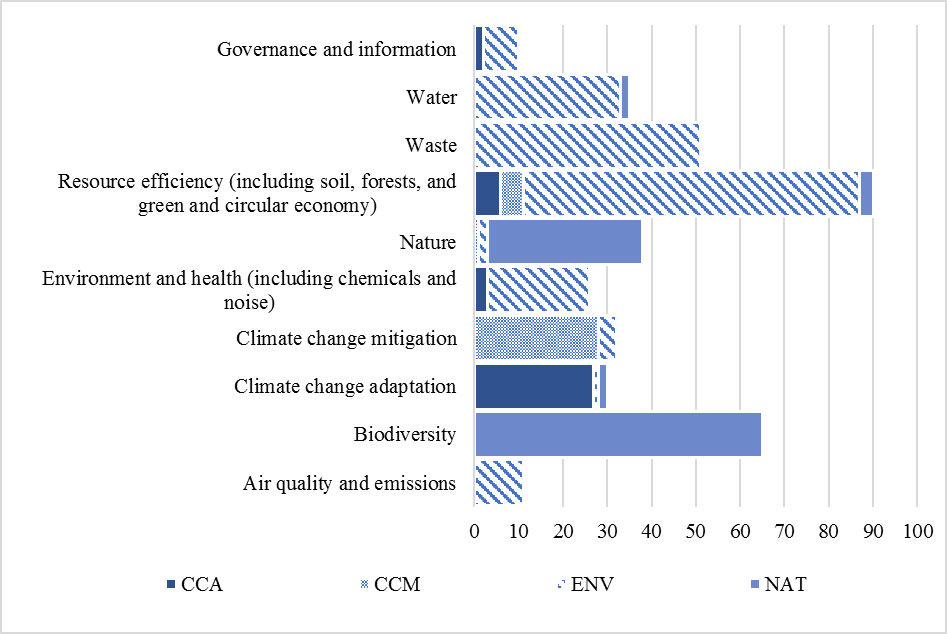 Governance and information
Water
Waste
Resource efficiency (including soil, forests, and
green and circular economy)
Nature
Environment and health (including chemicals and
noise)
Climate change mitigation
Climate change adaptation
Biodiversity
Air quality and emissions
0 10 20 30 40 50 60 70 80 90 100
CCA CCM ENV NAT